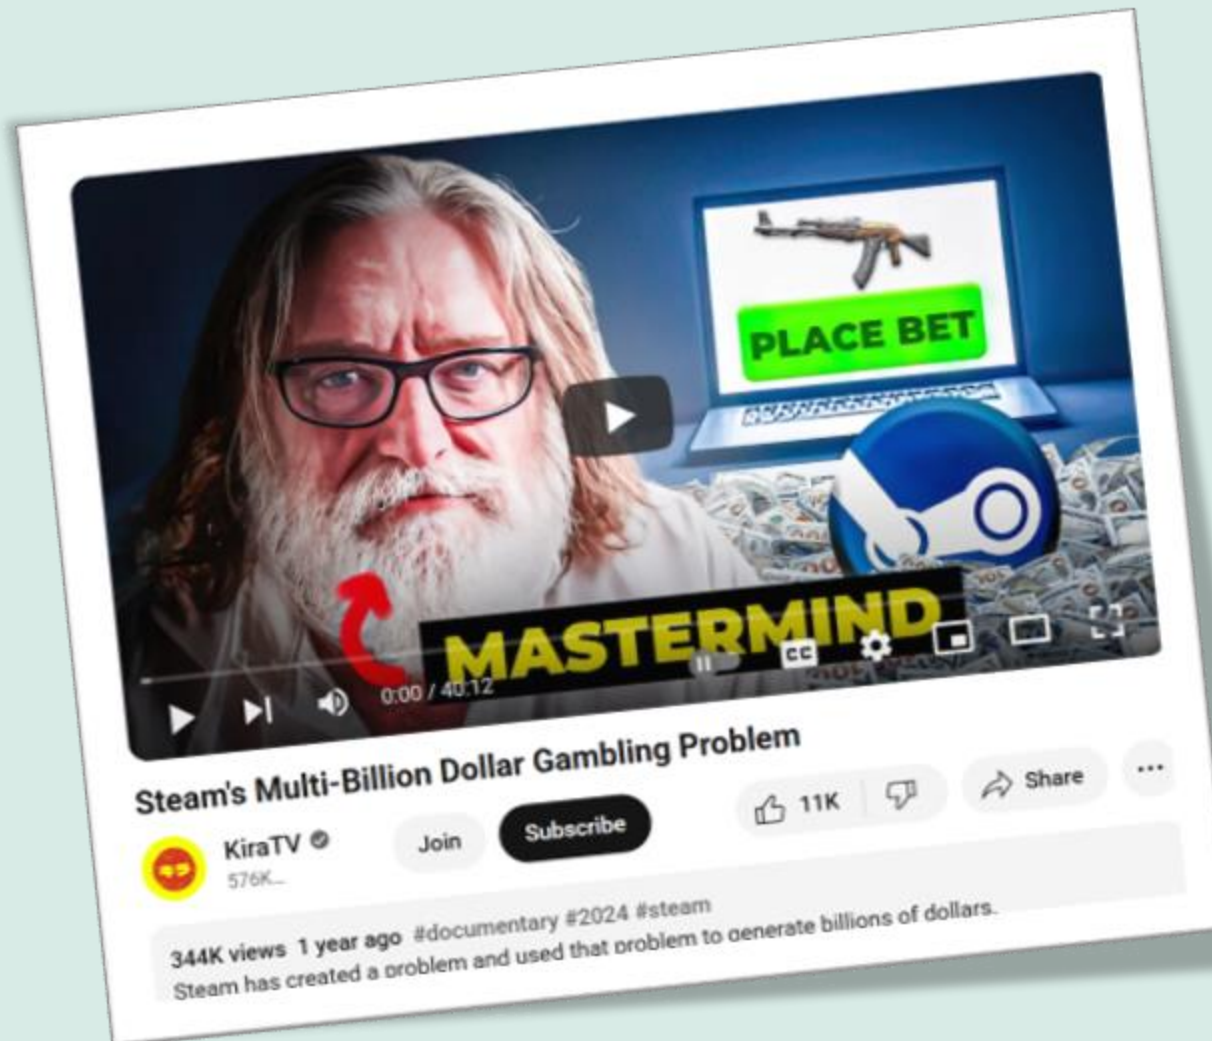 PLACE BET
MASTERMIND
CC
0:00 / 40:12
Steam's Multi-Billion Dollar Gambling Problem
KiraTV
576K...
Join
Subscribe
11K
Share
...
344K views 1 year ago #documentary #2024 #steam
Steam has created a problem and used that problem to generate billions of dollars.